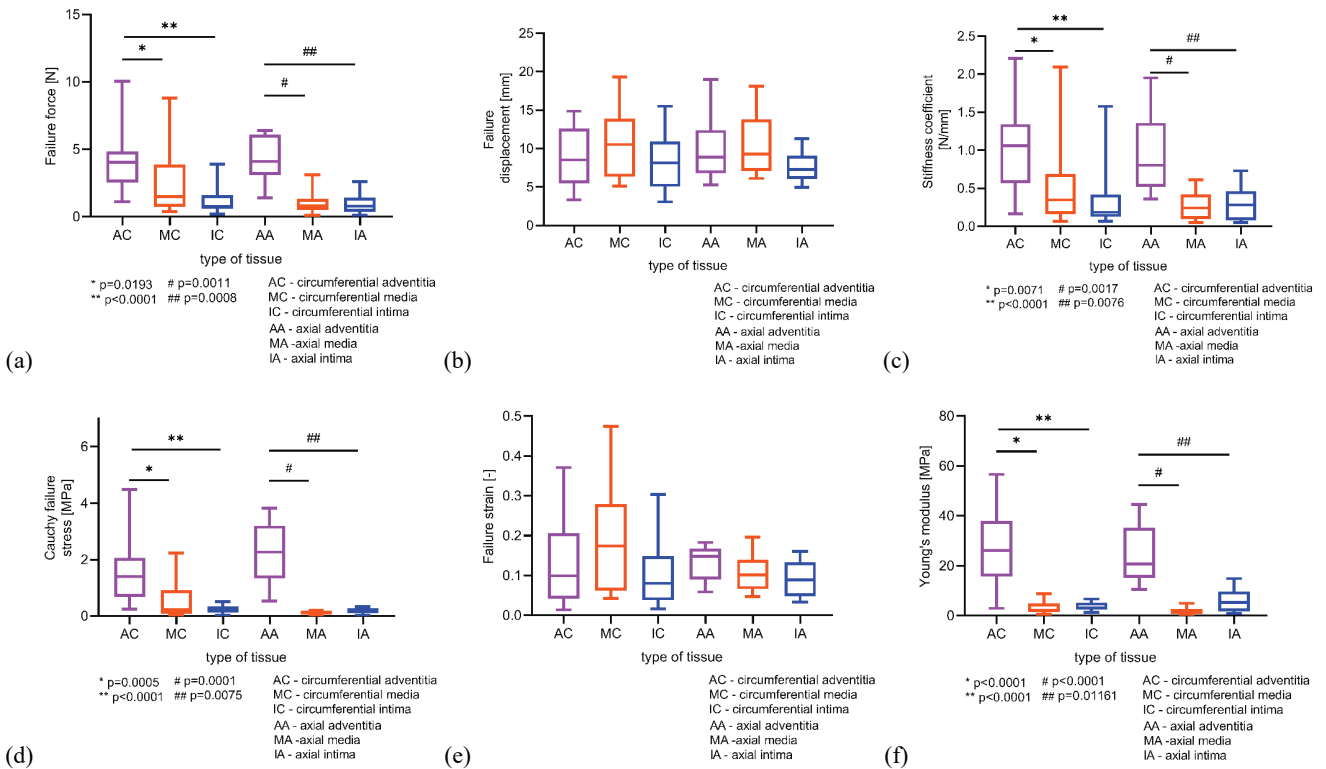 Failure force [N]
15
10
5
0
**
*
##
#
AC MC IC AA MA IA
type of tissue
* p=0.0193 # p=0.0011
** p<0.0001 ## p=0.0008
AC - circumferential adventitia
MC - circumferential media
IC - circumferential intima
AA - axial adventitia
MA -axial media
IA - axial intima
(a)
Failure
displacement [mm]
25
20
15
10
5
0
AC MC IC AA MA IA
type of tissue
AC - circumferential adventitia
MC - circumferential media
IC - circumferential intima
AA - axial adventitia
MA -axial media
IA - axial intima
(b)
Stiffness coefficient
[N/mm]
2.5
2.0
1.5
1.0
0.5
0.0
**
*
##
#
AC MC IC AA MA IA
type of tissue
* p=0.0071 # p=0.0017
** p<0.0001 ## p=0.0076
AC - circumferential adventitia
MC - circumferential media
IC - circumferential intima
AA - axial adventitia
MA -axial media
IA - axial intima
(c)
Cauchy failure
stress [MPa]
6
4
2
0
**
*
##
#
AC MC IC AA MA IA
type of tissue
* p=0.0005 # p=0.0001
** p<0.0001 ## p=0.0075
AC - circumferential adventitia
MC - circumferential media
IC - circumferential intima
AA - axial adventitia
MA -axial media
IA - axial intima
(d)
Failure strain [-]
0.5
0.4
0.3
0.2
0.1
0.0
AC MC IC AA MA IA
type of tissue
AC - circumferential adventitia
MC - circumferential media
IC - circumferential intima
AA - axial adventitia
MA -axial media
IA - axial intima
(e)
Young's modulus [MPa]
80
60
40
20
0
**
*
##
#
AC MC IC AA MA IA
type of tissue
* p<0.0001 # p<0.0001
** p<0.0001 ## p=0.01161
AC - circumferential adventitia
MC - circumferential media
IC - circumferential intima
AA - axial adventitia
MA -axial media
IA - axial intima
(f)